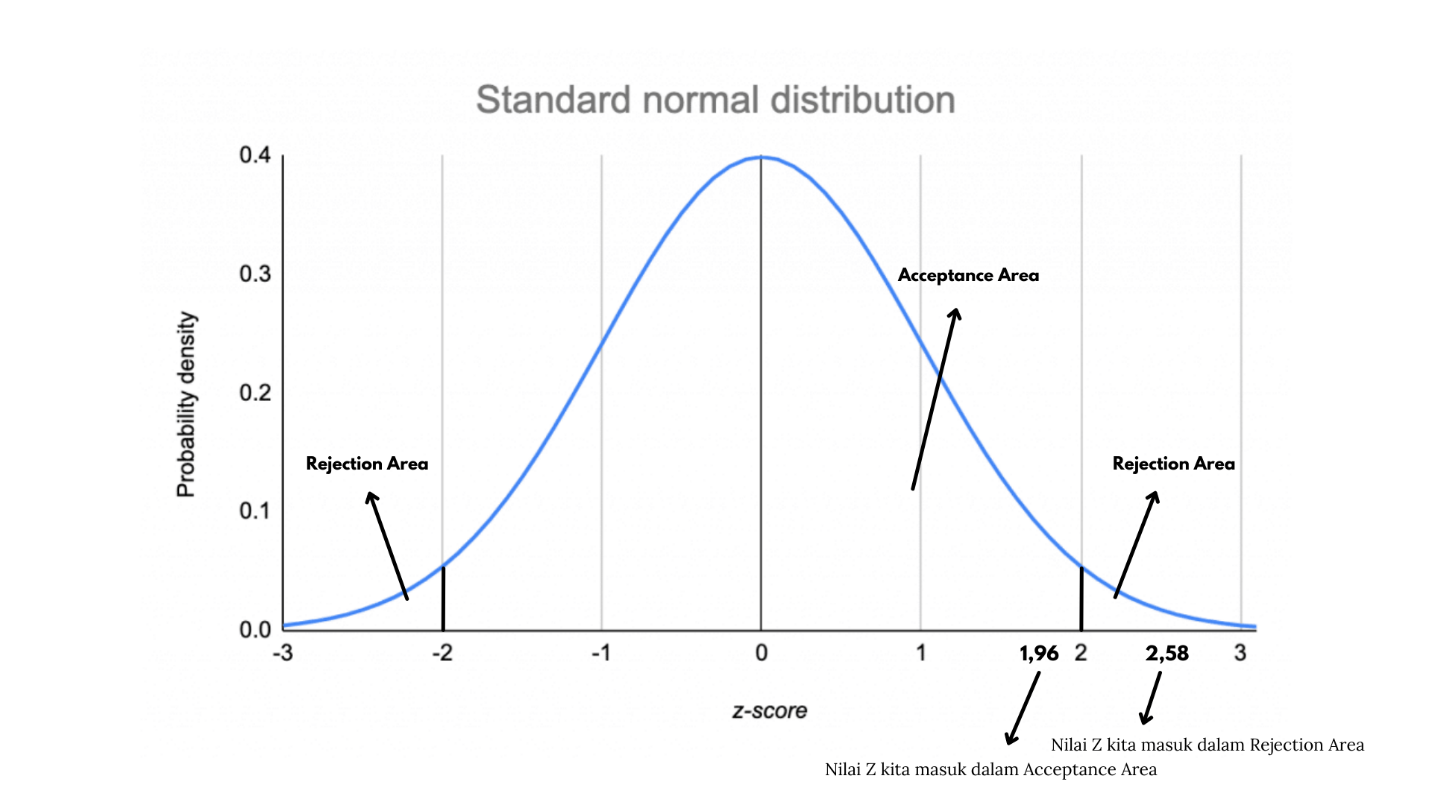 Standard normal distribution
0.4
0.3
0.2
0.1
0.0
Probability density
Acceptance Area
Rejection Area
Rejection Area
-3
-2
-1
0
1
1,96
2
2,58
3
z-score
Nilai Z kita masuk dalam Rejection Area
Nilai Z kita masuk dalam Acceptance Area